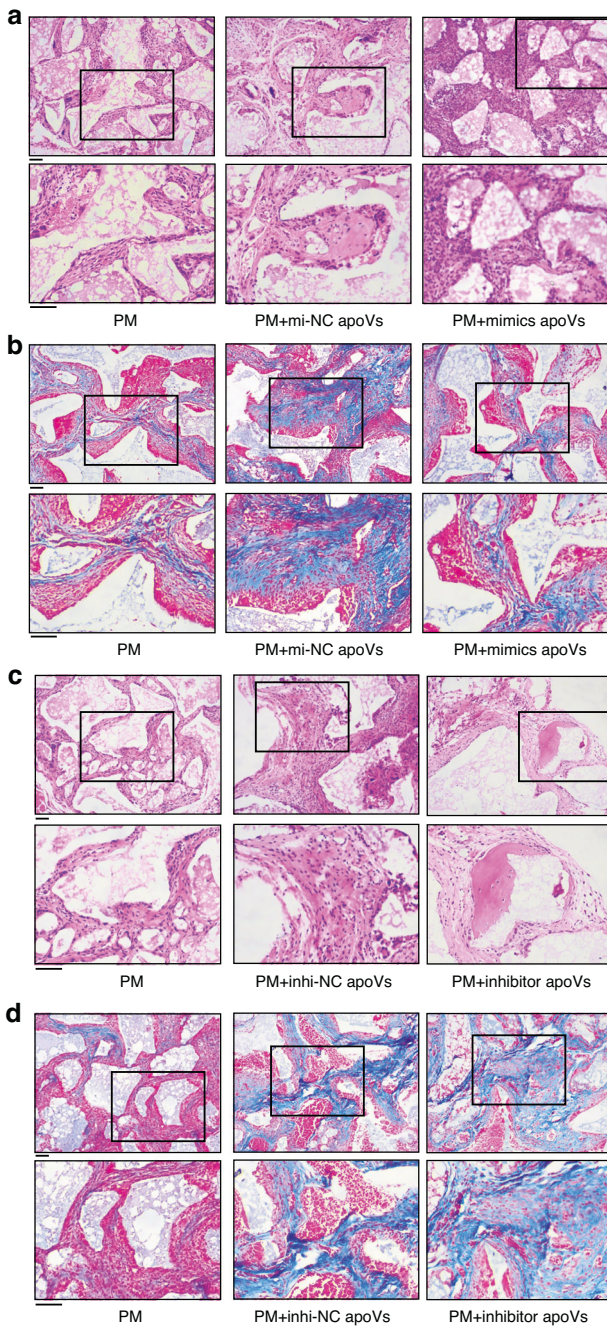 a
PM PM+mi-NC apoVs PM+mimics apoVs
b
PM PM+mi-NC apoVs PM+mimics apoVs
c
PM PM+inhi-NC apoVs PM+inhibitor apoVs
d
PM PM+inhi-NC apoVs PM+inhibitor apoVs